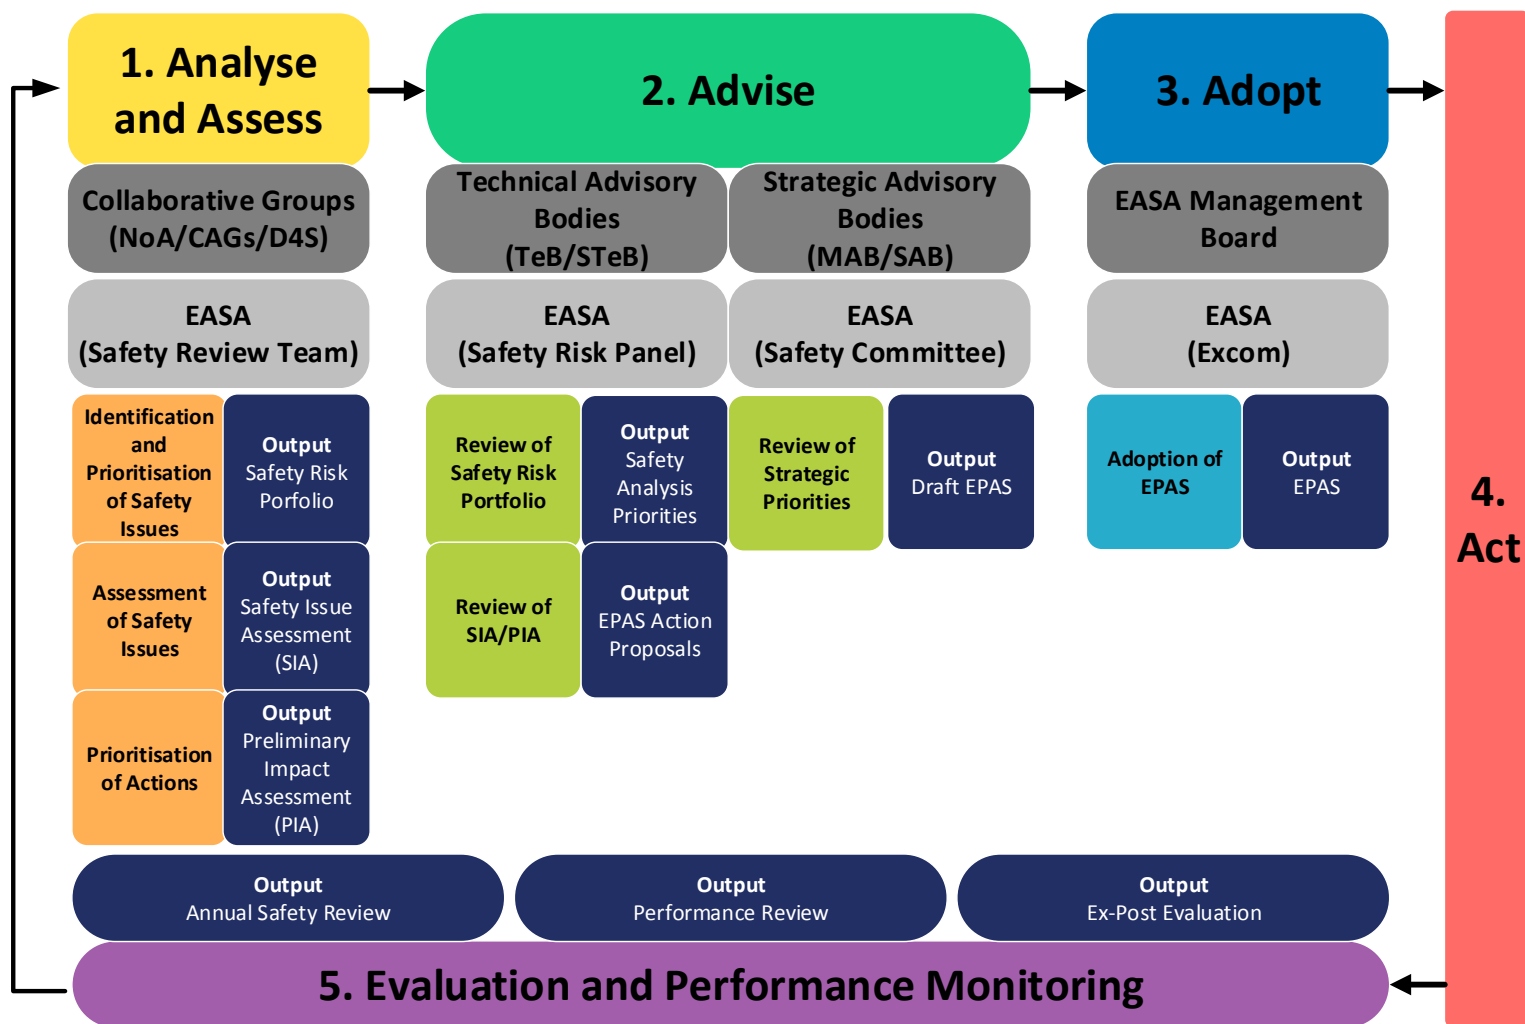 1. Analyse
and Assess
2. Advise
3. Adopt
4.
Act
Collaborative Groups
(NoA/CAGs/D4S)
Technical Advisory
Bodies
(TeB/STeB)
Strategic Advisory
Bodies
(MAB/SAB)
EASA Management
Board
EASA
(Safety Review Team)
EASA
(Safety Risk Panel)
EASA
(Safety Committee)
EASA
(Excom)
Identification
and
Prioritisation
of Safety
Issues
Output
Safety Risk
Porfolio
Review of
Safety Risk
Portfolio
Output
Safety
Analysis
Priorities
Review of
Strategic
Priorities
Output
Draft EPAS
Adoption of
EPAS
Output
EPAS
Assessment
of Safety
Issues
Output
Safety Issue
Assessment
(SIA)
Review of
SIA/PIA
Output
EPAS Action
Proposals
Prioritisation
of Actions
Output
Preliminary
Impact
Assessment
(PIA)
Output
Annual Safety Review
Output
Performance Review
Output
Ex-Post Evaluation
5. Evaluation and Performance Monitoring